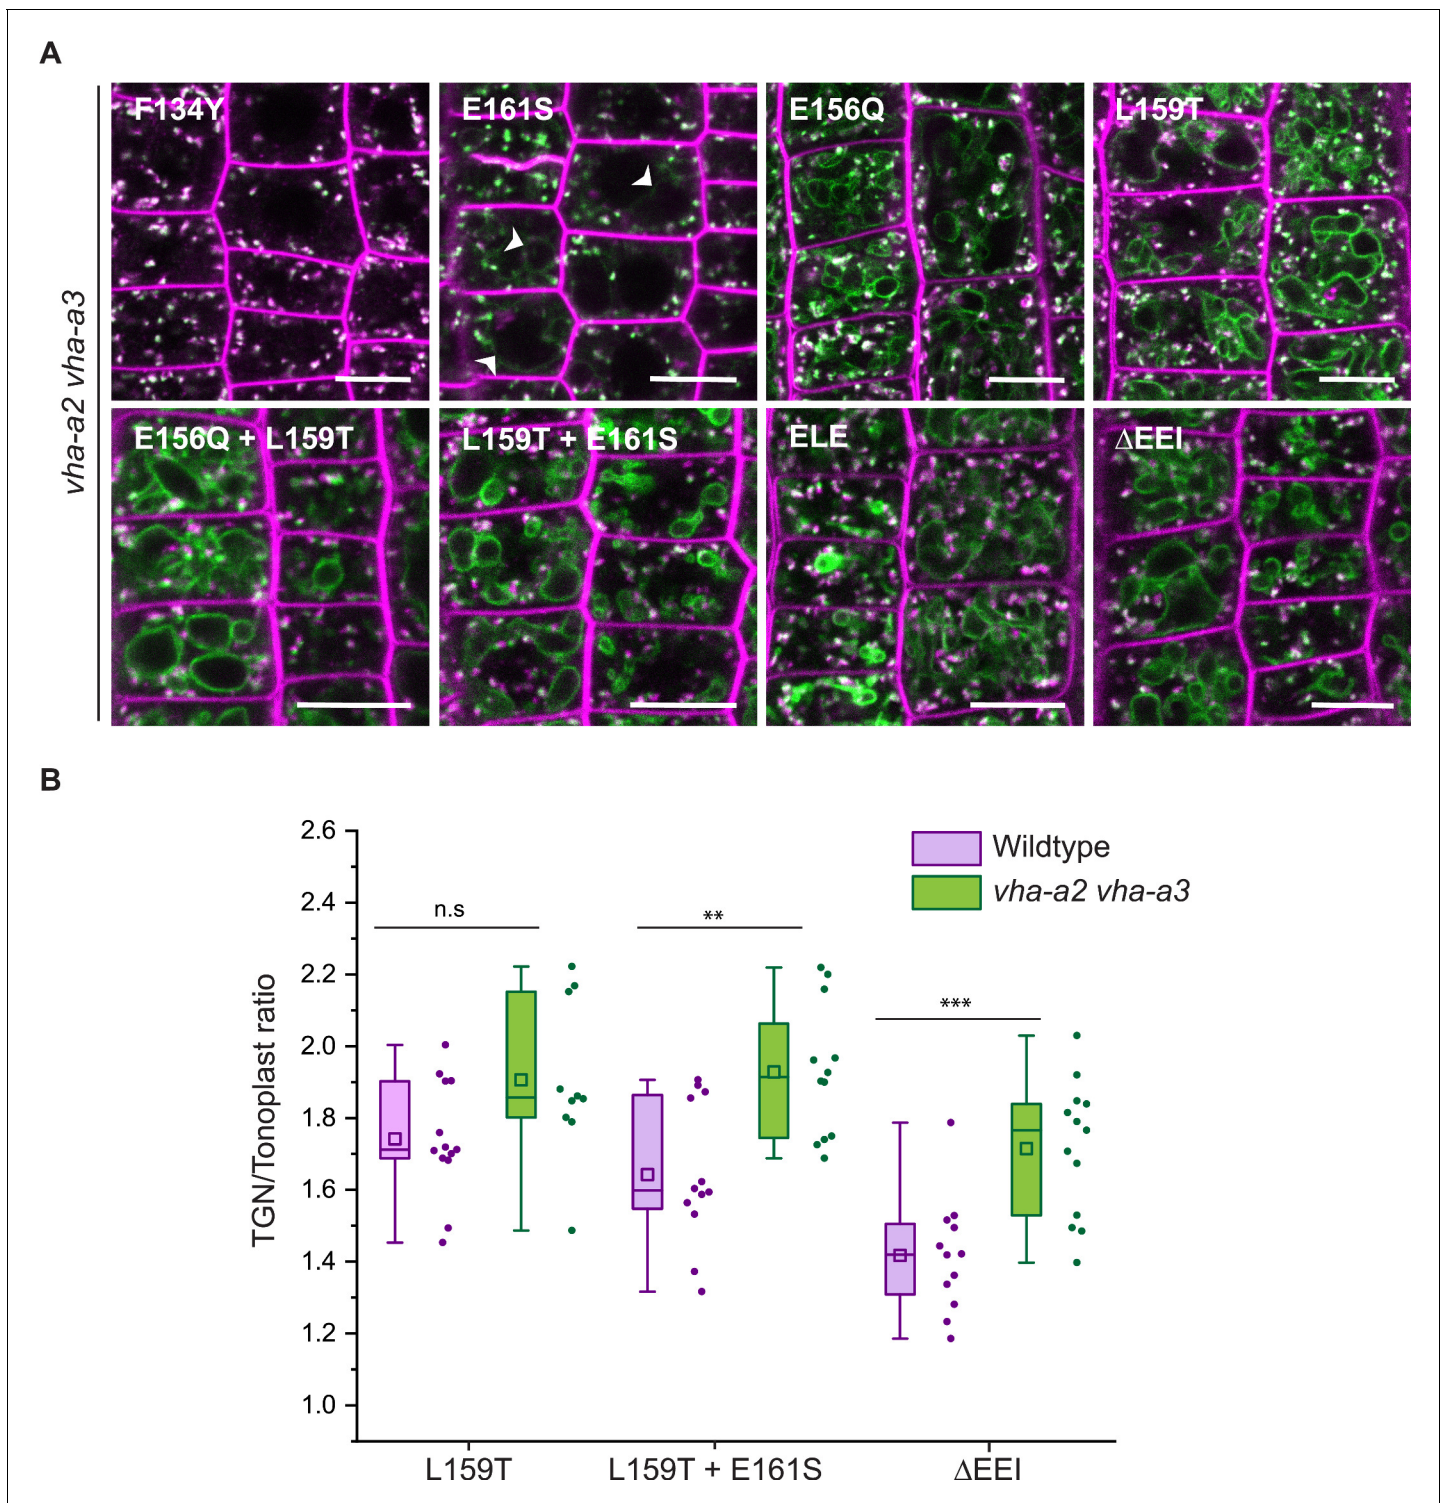 A
vha-a2 vha-a3
F134Y
E161S
E156Q
L159T
E156Q + L159T
L159T + E161S
ELE
ΔEEI
B
TGN/Tonoplast ratio
2.6
2.4
2.2
2.0
1.8
1.6
1.4
1.2
1.0
Wildtype
vha-a2 vha-a3
n.s
**
***
L159T
L159T + E161S
ΔEEI